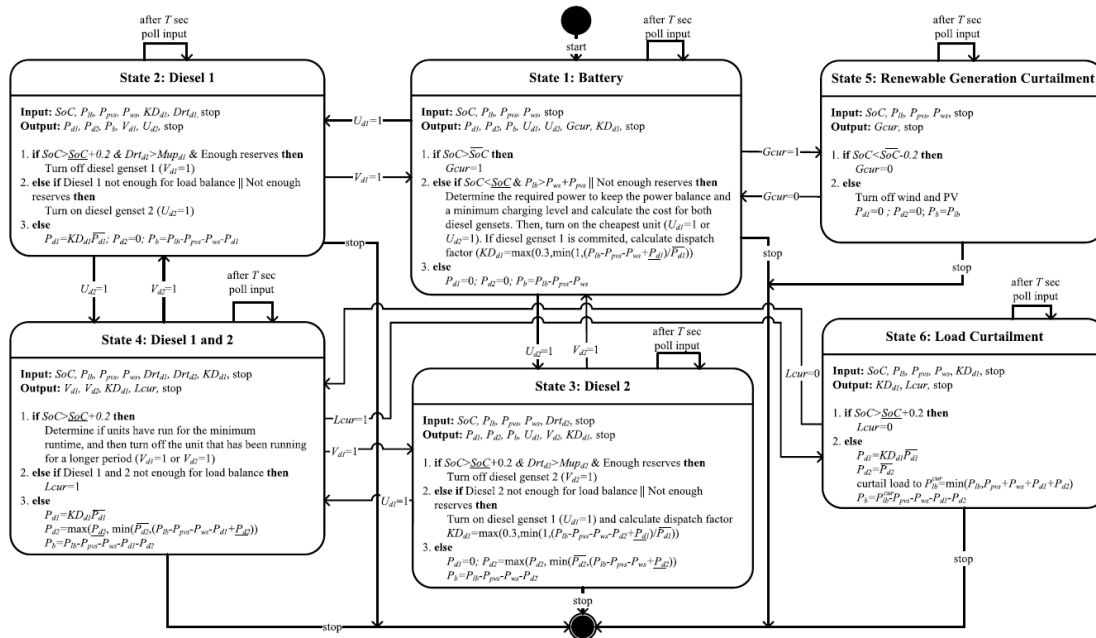 after T sec
poll input
State 2: Diesel 1
Input: SoC, Plb, Ppvs, Pws, KDd1, Drtd1, stop
Output: Pd1, Pd2, Pb, Vd1, Ud2, stop
1. if SoC>SoC+0.2 & Drtd1>Mupd1 & Enough reserves then
Turn off diesel genset 1 (Vd1=1)
2. else if Diesel 1 not enough for load balance || Not enough
reserves then
Turn on diesel genset 2 (Ud2=1)
3. else
Pd1=KDd1Pd1; Pd2=0; Pb=Plb-Ppvs-Pws-Pd1
start
after T sec
poll input
State 1: Battery
Input: SoC, Plb, Ppvs, Pws, stop
Output: Pd1, Pd2, Pb, Ud1, Ud2, Gcur, KDd1, stop
1. if SoC>SoC then
Gcur=1
2. else if SoC<SoC & Plb>Pws+Ppvs || Not enough reserves then
Determine the required power to keep the power balance and
a minimum charging level and calculate the cost for both
diesel gensets. Then, turn on the cheapest unit (Ud1=1 or
Ud2=1). If diesel genset 1 is commited, calculate dispatch
factor (KDd1=max(0.3,min(1,(Plb-Ppvs-Pws+Pd1)/Pd1))
3. else
Pd1=0; Pd2=0; Pb=Plb-Ppvs-Pws
after T sec
poll input
State 5: Renewable Generation Curtailment
Input: SoC, Plb, Ppvs, Pws, stop
Output: Gcur, stop
1. if SoC<SoC-0.2 then
Gcur=0
2. else
Turn off wind and PV
Pd1=0 ; Pd2=0; Pb=Plb
Ud1=1
Vd1=1
Gcur=1
Gcur=0
stop
stop
stop
Ud2=1
Vd2=1
after T sec
poll input
State 4: Diesel 1 and 2
Input: SoC, Plb, Ppvs, Pws, Drtd1, Drtd2, KDd1, stop
Output: Vd1, Vd2, KDd1, Lcur, stop
1. if SoC>SoC+0.2 then
Determine if units have run for the minimum
runtime, and then turn off the unit that has been running
for a longer period (Vd1=1 or Vd2=1)
2. else if Diesel 1 and 2 not enough for load balance then
Lcur=1
3. else
Pd1=KDd1Pd1
Pd2=max(Pd2, min(Pd2,(Plb-Ppvs-Pws-Pd1+Pd2))
Pb=Plb-Ppvs-Pws-Pd1-Pd2
Ud2=1
Vd2=1
after T sec
poll input
State 3: Diesel 2
Input: SoC, Plb, Ppvs, Pws, Drtd2, stop
Output: Pd1, Pd2, Pb, Ud1, Vd2, KDd1, stop
1. if SoC>SoC+0.2 & Drtd2>Mupd2 & Enough reserves then
Turn off diesel genset 2 (Vd2=1)
2. else if Diesel 2 not enough for load balance || Not enough
reserves then
Turn on diesel genset 1 (Ud1=1) and calculate dispatch factor
KDd1=max(0.3,min(1,(Plb-Ppvs-Pws-Pd2+Pd1)/Pd1))
3. else
Pd1=0; Pd2=max(Pd2, min(Pd2,(Plb-Ppvs-Pws+Pd2))
Pb=Plb-Ppvs-Pws-Pd2
Lcur=1
Vd1=1
Ud1=1
Lcur=0
after T sec
poll input
State 6: Load Curtailment
Input: SoC, Plb, Ppvs, Pws, KDd1, stop
Output: KDd1, Lcur, stop
1. if SoC>SoC+0.2 then
Lcur=0
2. else
Pd1=KDd1Pd1
Pd2=Pd2
curtail load to Plbcur=min(Plb,Ppvs+Pws+Pd1+Pd2)
Pb=Plbcur-Ppvs-Pws-Pd1-Pd2
stop
stop
stop